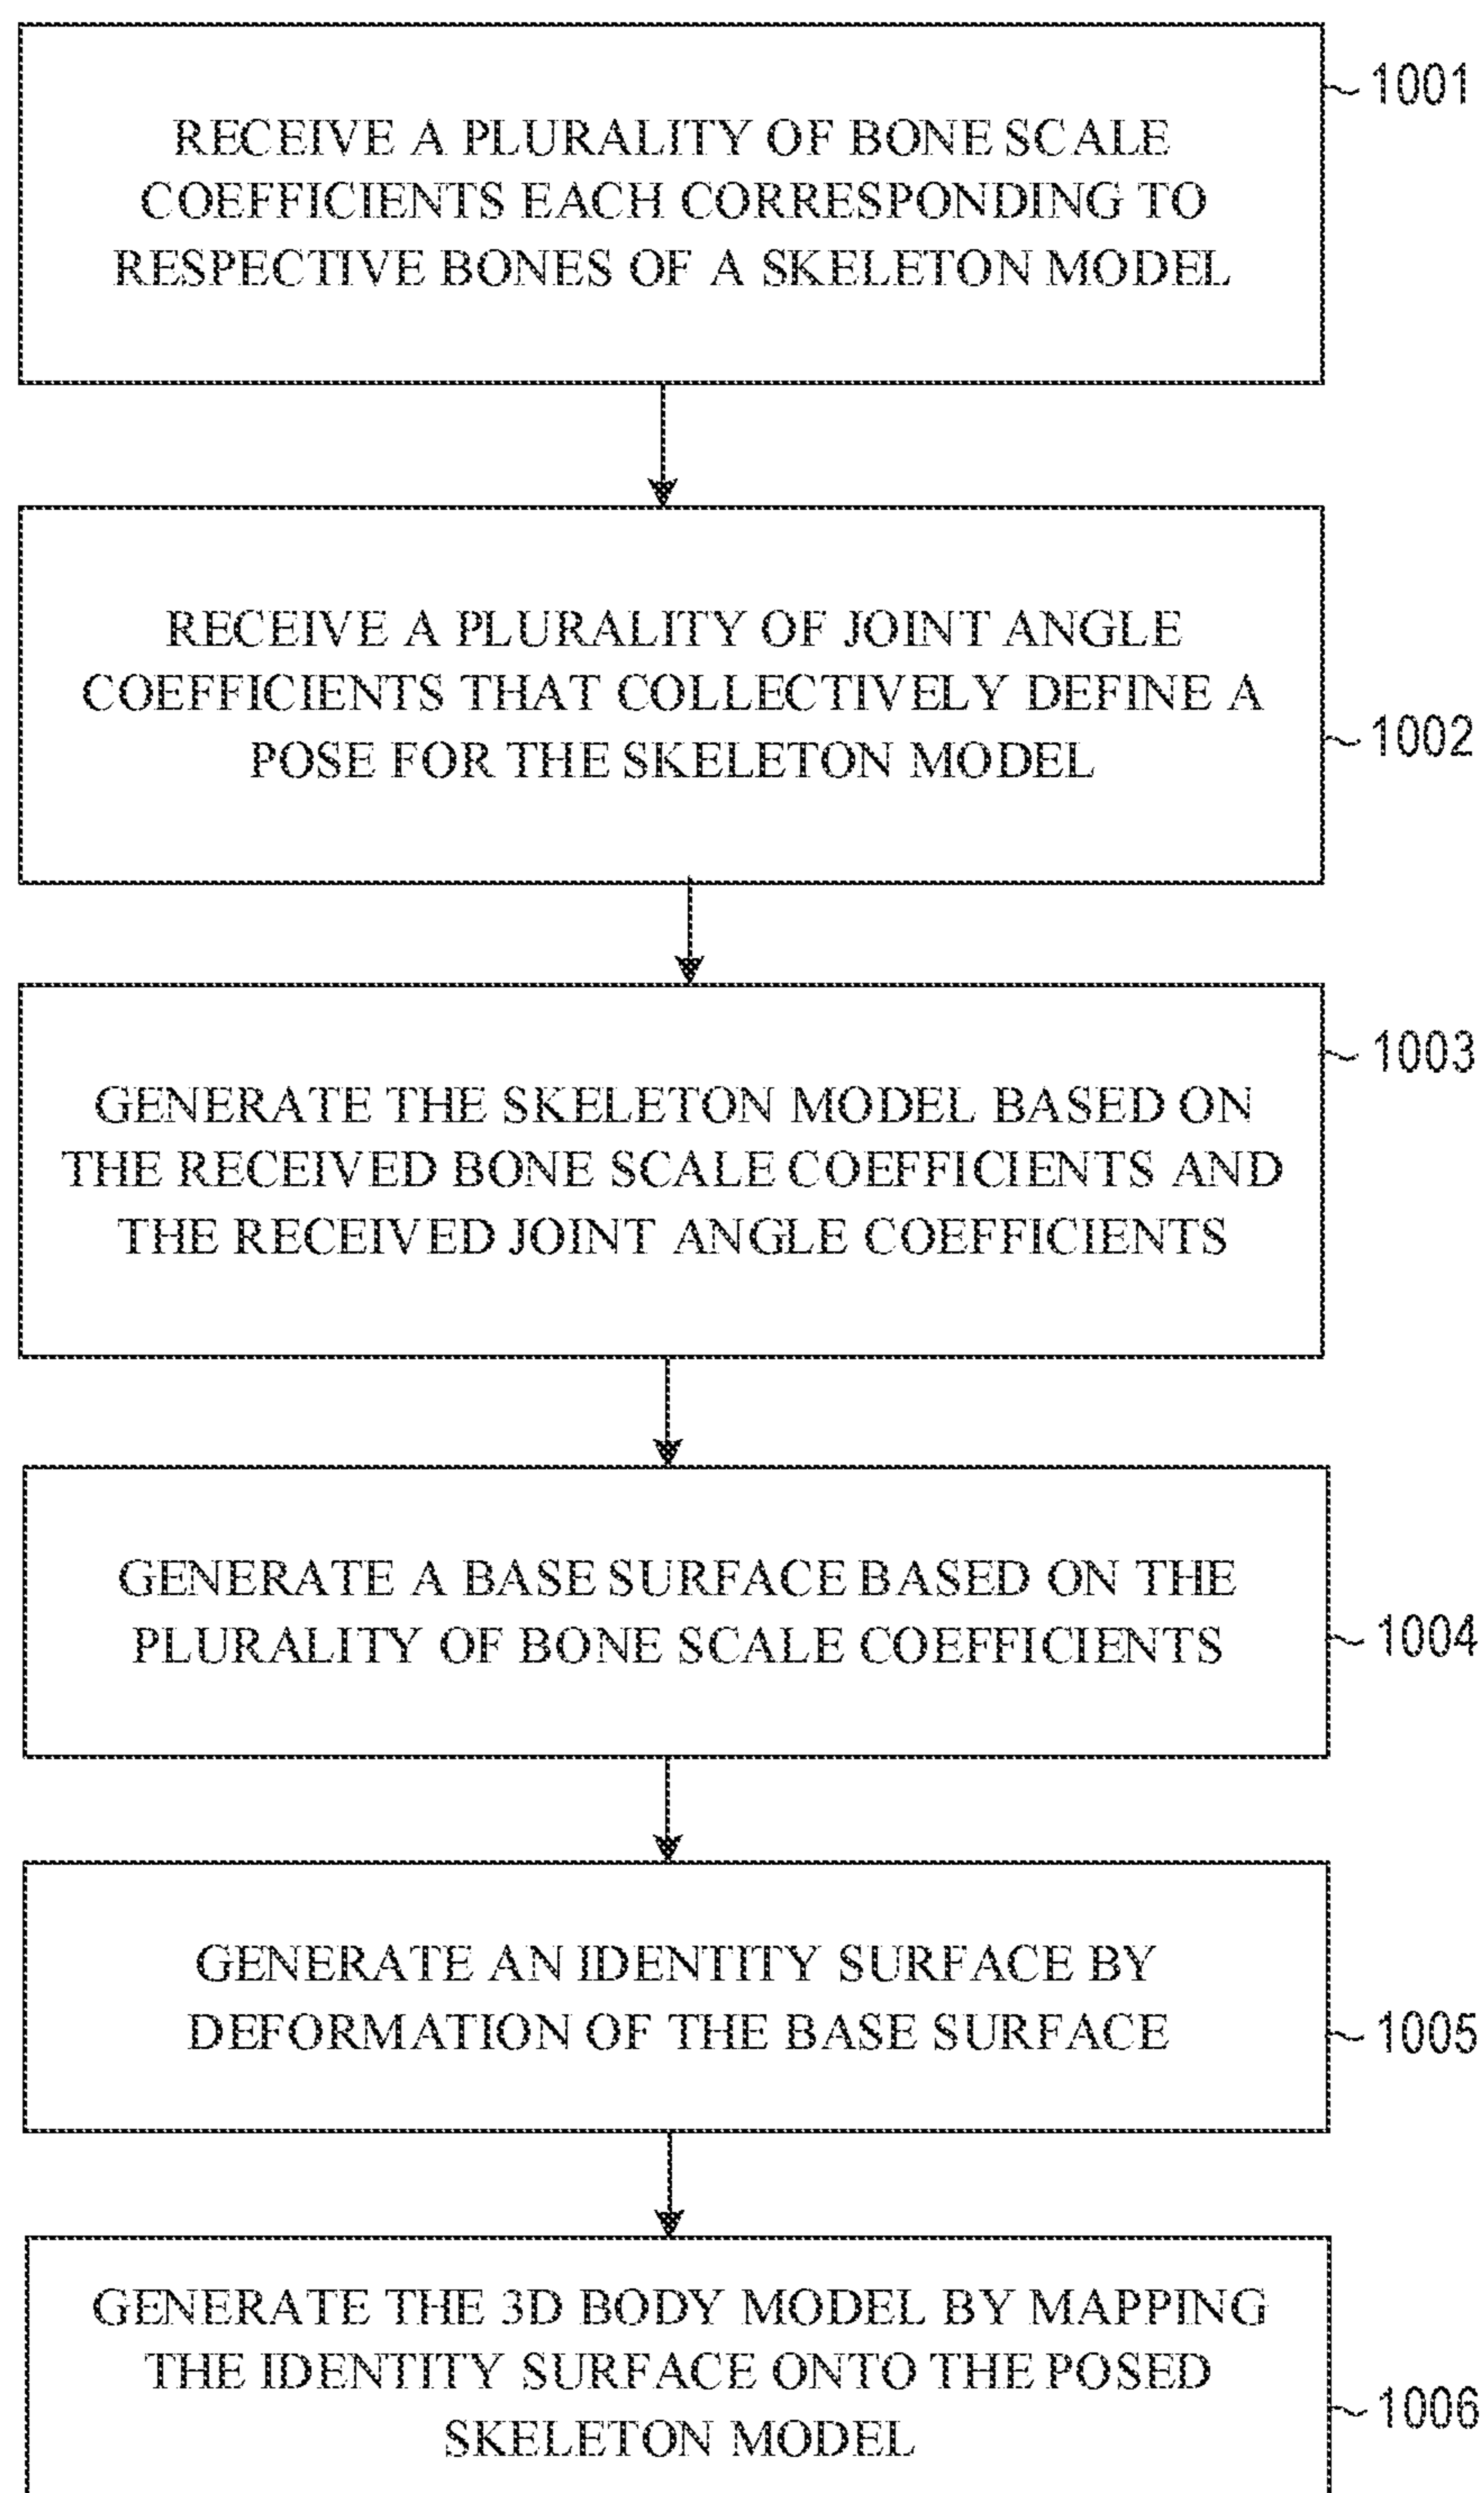 1001
RECEIVE A PLURALITY OF BONE SCALE
COEFFICIENTS EACH CORRESPONDING TO
RESPECTIVE BONES OF A SKELETON MODEL
RECEIVE A PLURALITY OF JOINT ANGLE
COEFFICIENTS THAT COLLECTIVELY DEFINE A
POSE FOR THE SKELETON MODEL
1002
1003
GENERATE THE SKELETON MODEL BASED ON
THE RECEIVED BONE SCALE COEFFICIENTS AND
THE RECEIVED JOINT ANGLE COEFFICIENTS
GENERATE A BASE SURFACE BASED ON THE
PLURALITY OF BONE SCALE COEFFICIENTS
1004
GENERATE AN IDENTITY SURFACE BY
DEFORMATION OF THE BASE SURFACE
1005
GENERATE THE 3D BODY MODEL BY MAPPING
THE IDENTITY SURFACE ONTO THE POSED
SKELETON MODEL
1006